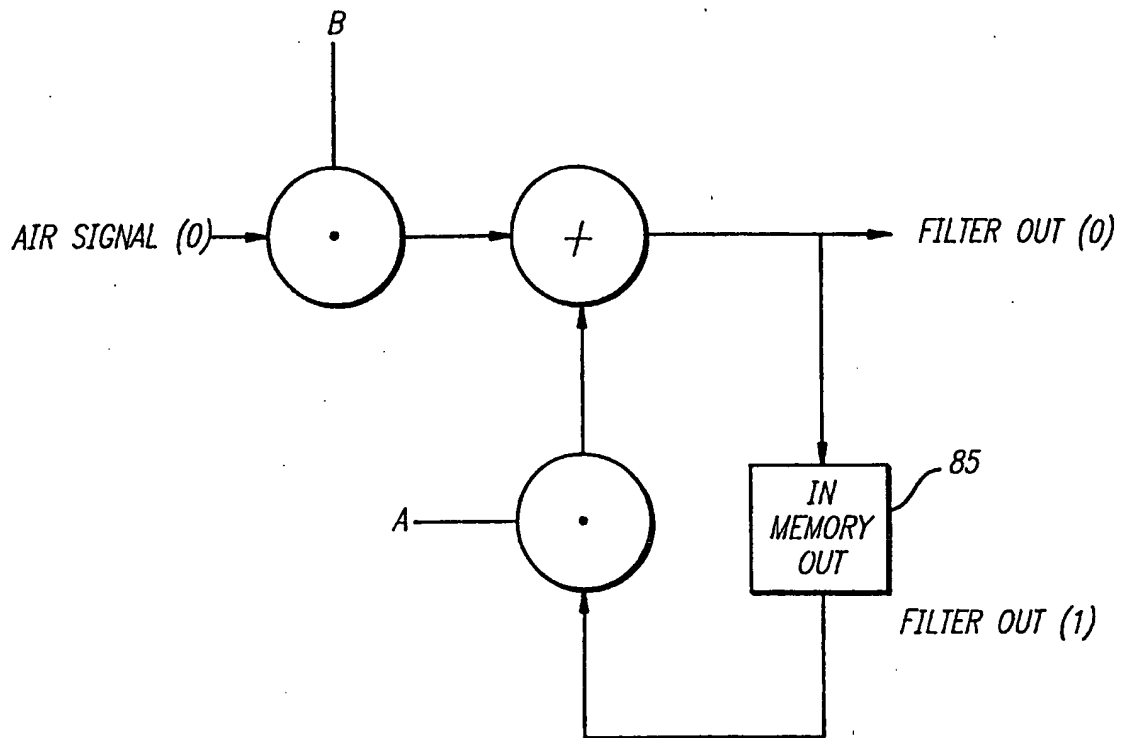 B
AIR SIGNAL (0)
•
+
FILTER OUT (0)
A
•
IN
MEMORY
OUT
85
FILTER OUT (1)